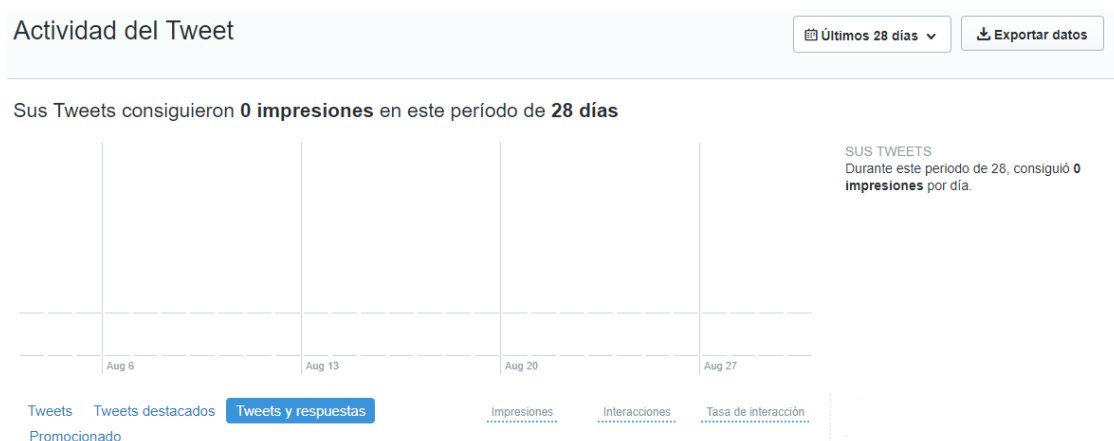 Actividad del Tweet
Últimos 28 días
Exportar datos
Sus Tweets consiguieron 0 impresiones en este período de 28 días
SUS TWEETS
Durante este periodo de 28, consiguió 0
impresiones por día.
Aug 6 Aug 13 Aug 20 Aug 27
Tweets Tweets destacados Tweets y respuestas
Promocionado
Impresiones Interacciones Tasa de interacción